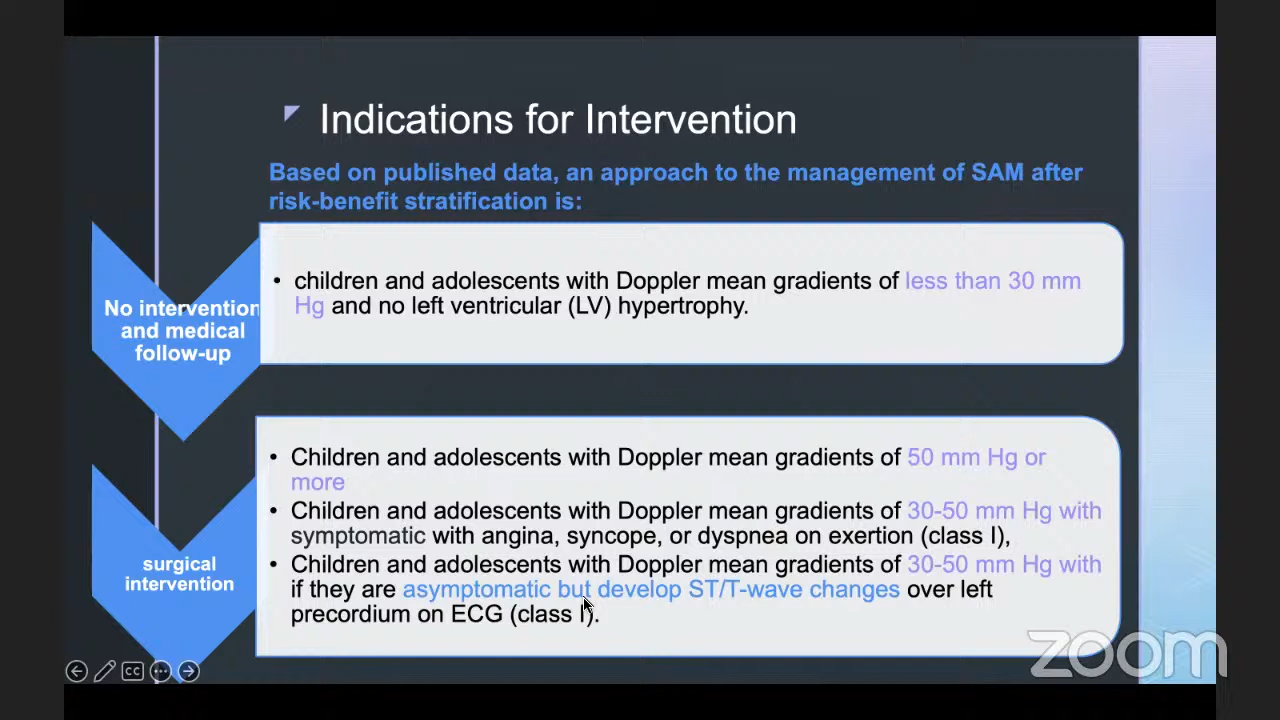 Indications for Intervention
Based on published data, an approach to the management of SAM after
risk-benefit stratification is:
No intervention
and medical
follow-up
• children and adolescents with Doppler mean gradients of less than 30 mm
Hg and no left ventricular (LV) hypertrophy.
surgical
intervention
• Children and adolescents with Doppler mean gradients of 50 mm Hg or
more
• Children and adolescents with Doppler mean gradients of 30-50 mm Hg with
symptomatic with angina, syncope, or dyspnea on exertion (class I),
• Children and adolescents with Doppler mean gradients of 30-50 mm Hg with
if they are asymptomatic but develop ST/T-wave changes over left
precordium on ECG (class I).
CC
zoom